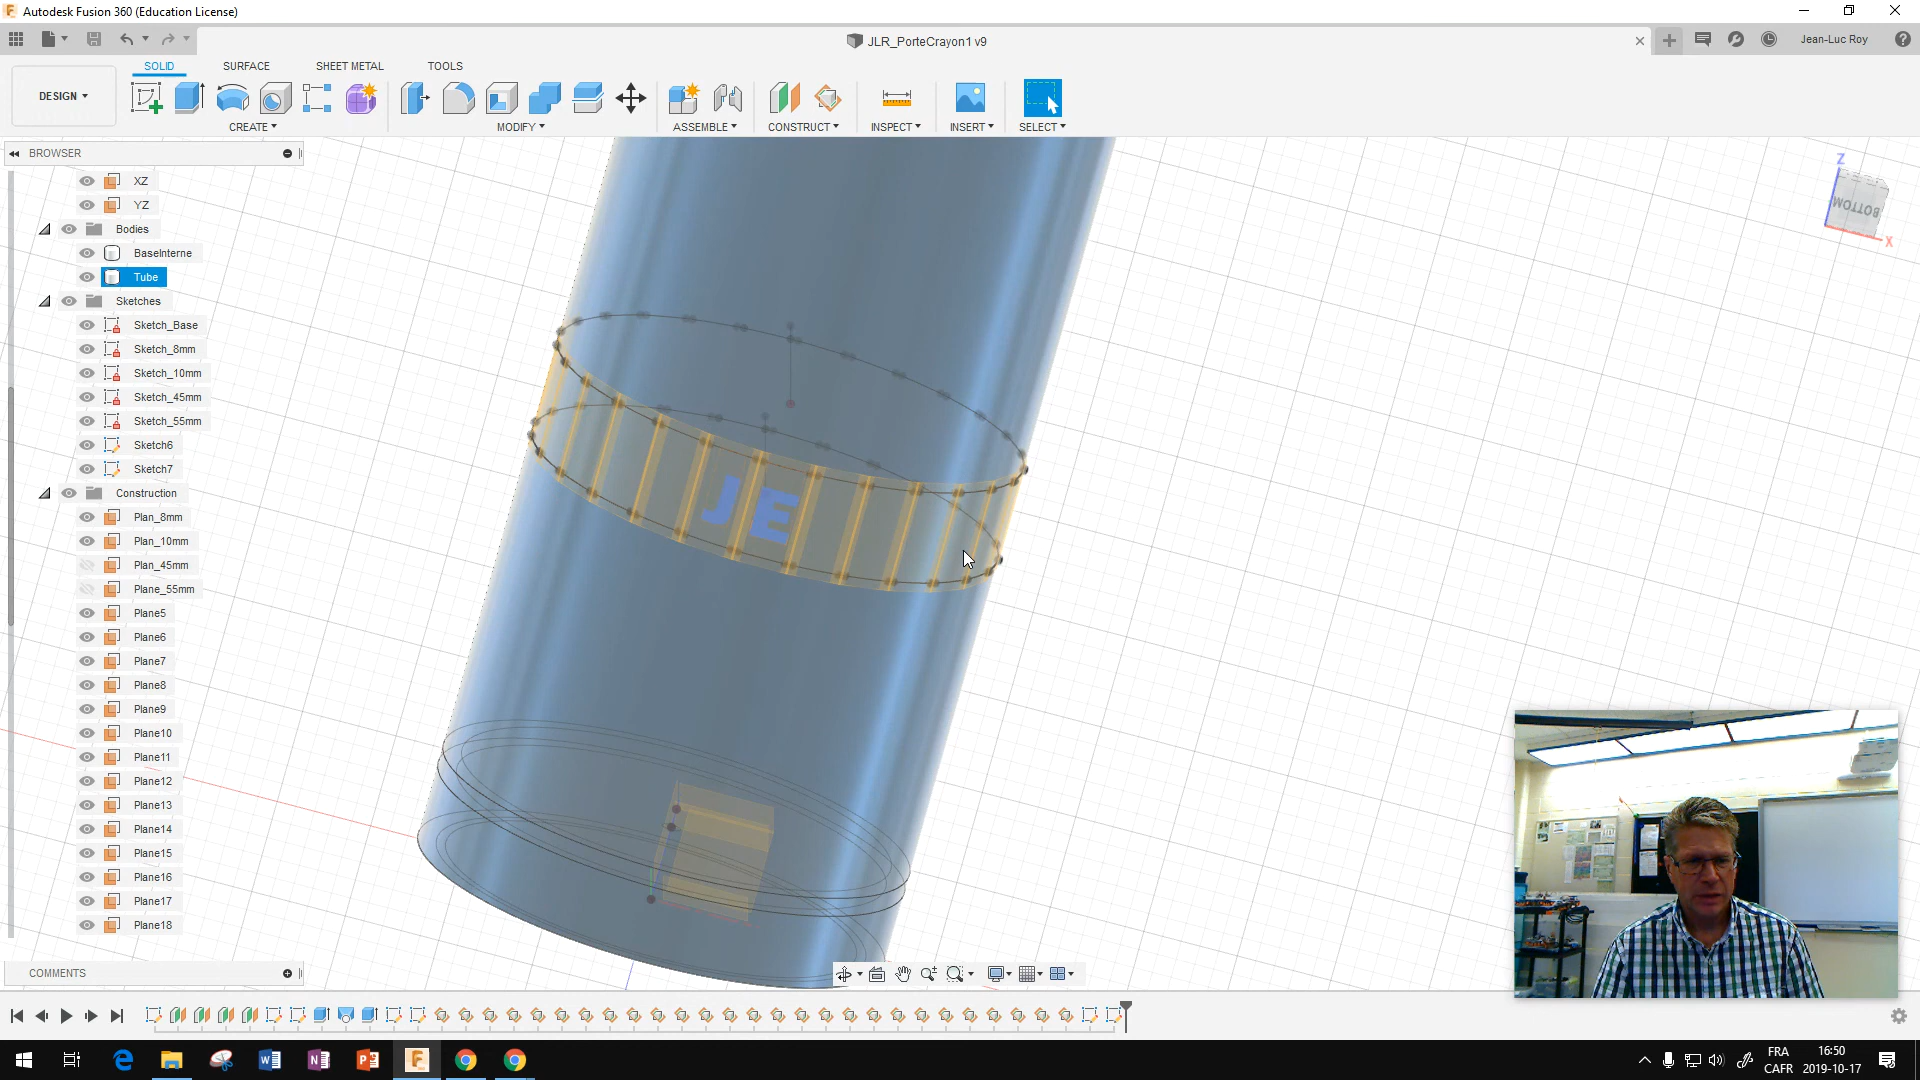 Autodesk Fusion 360 (Education License)
JLR_PorteCrayon1 v9
Jean-Luc Roy
SOLID
SURFACE
SHEET METAL
TOOLS
DESIGN
CREATE
MODIFY
ASSEMBLE
CONSTRUCT
INSPECT
INSERT
SELECT
BROWSER
XZ
YZ
Bodies
BaseInterne
Tube
Sketches
Sketch_Base
Sketch_8mm
Sketch_10mm
Sketch_45mm
Sketch_55mm
Sketch6
Sketch7
Construction
Plan_8mm
Plan_10mm
Plan_45mm
Plane_55mm
Plane5
Plane6
Plane7
Plane8
Plane9
Plane10
Plane11
Plane12
Plane13
Plane14
Plane15
Plane16
Plane17
Plane18
JE
Z
BOTTOM
X
COMMENTS
FRA
CAFR
16:50
2019-10-17